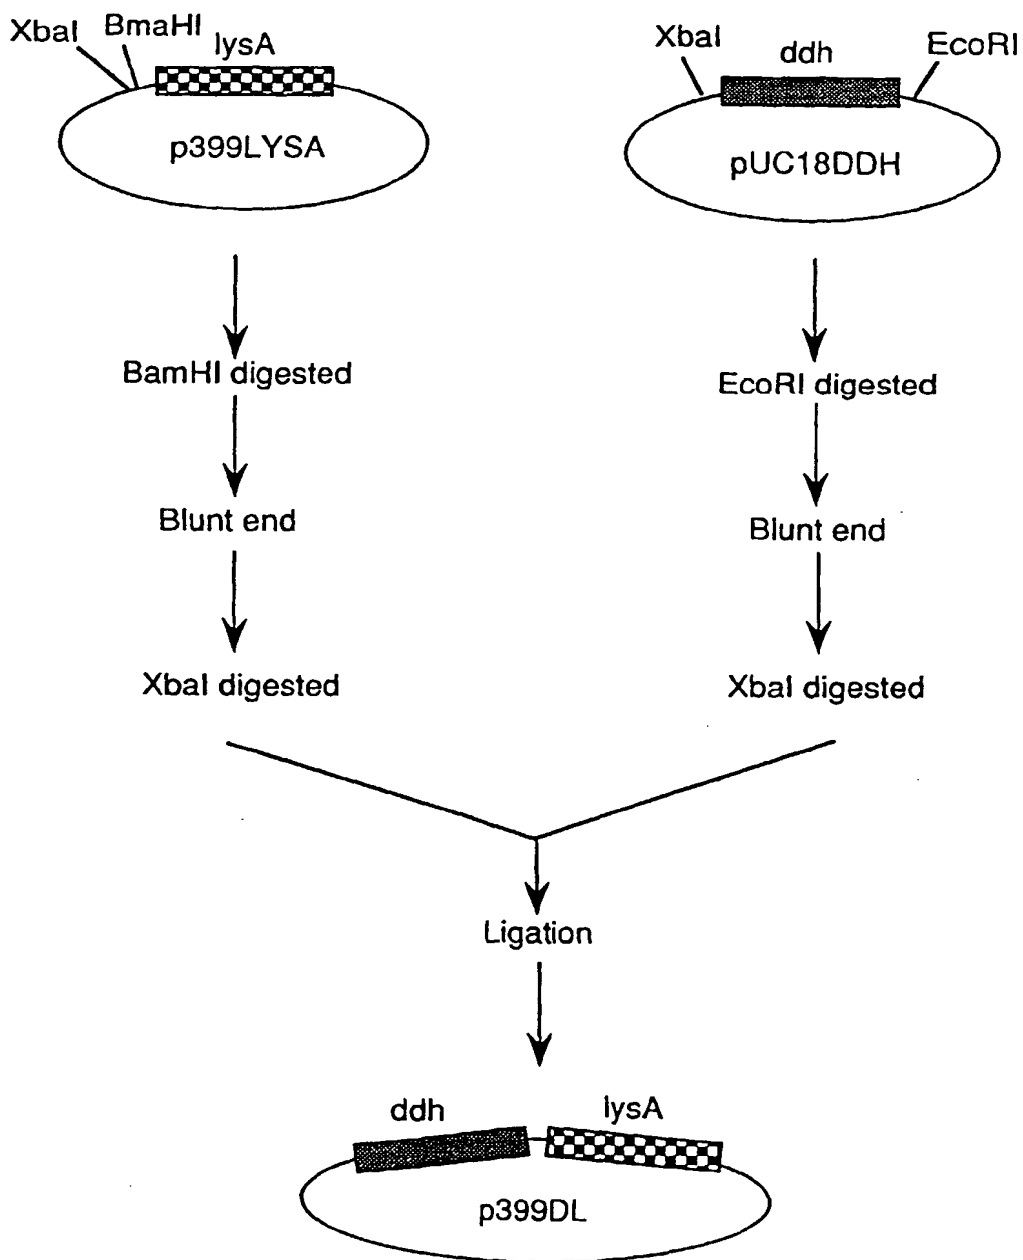 XbaI BmaHI
lysA
p399LYSA
XbaI
ddh
EcoRI
pUC18DDH
BamHI digested
EcoRI digested
Blunt end
Blunt end
XbaI digested
XbaI digested
Ligation
ddh
lysA
p399DL